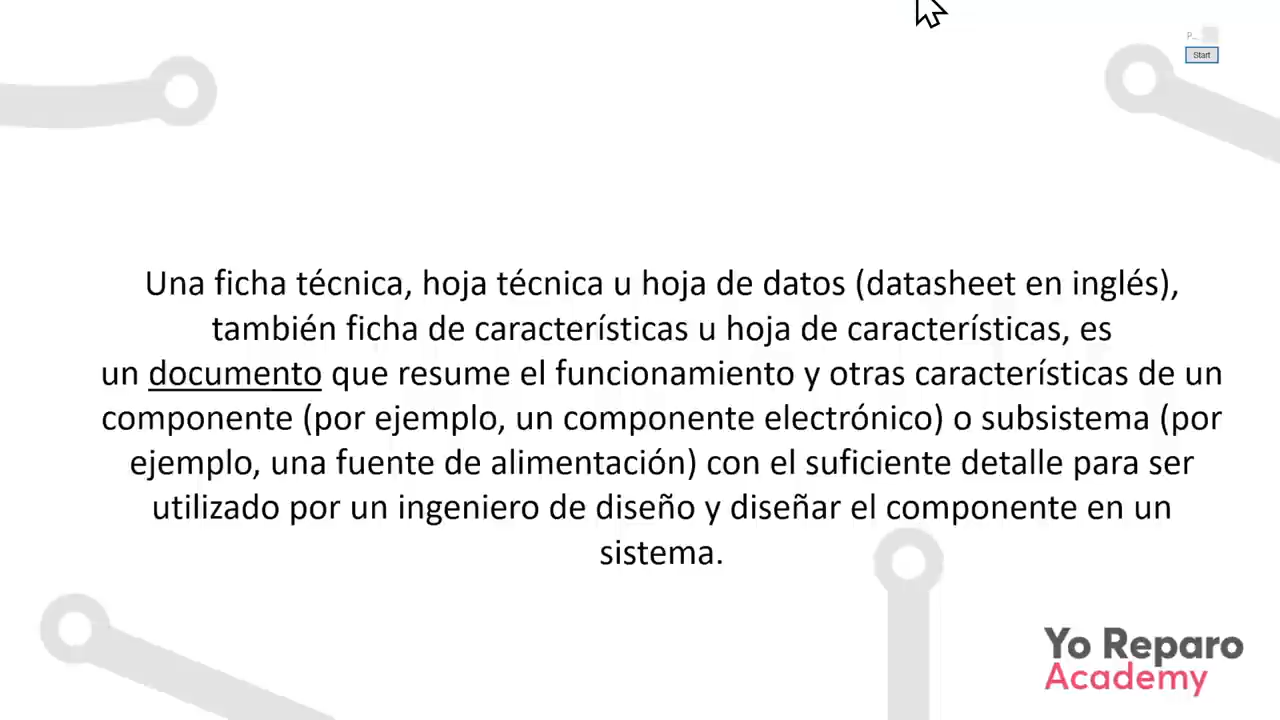 P...
Start
Una ficha técnica, hoja técnica u hoja de datos (datasheet en inglés),
también ficha de características u hoja de características, es
un documento que resume el funcionamiento y otras características de un
componente (por ejemplo, un componente electrónico) o subsistema (por
ejemplo, una fuente de alimentación) con el suficiente detalle para ser
utilizado por un ingeniero de diseño y diseñar el componente en un
sistema.
Yo Reparo
Academy